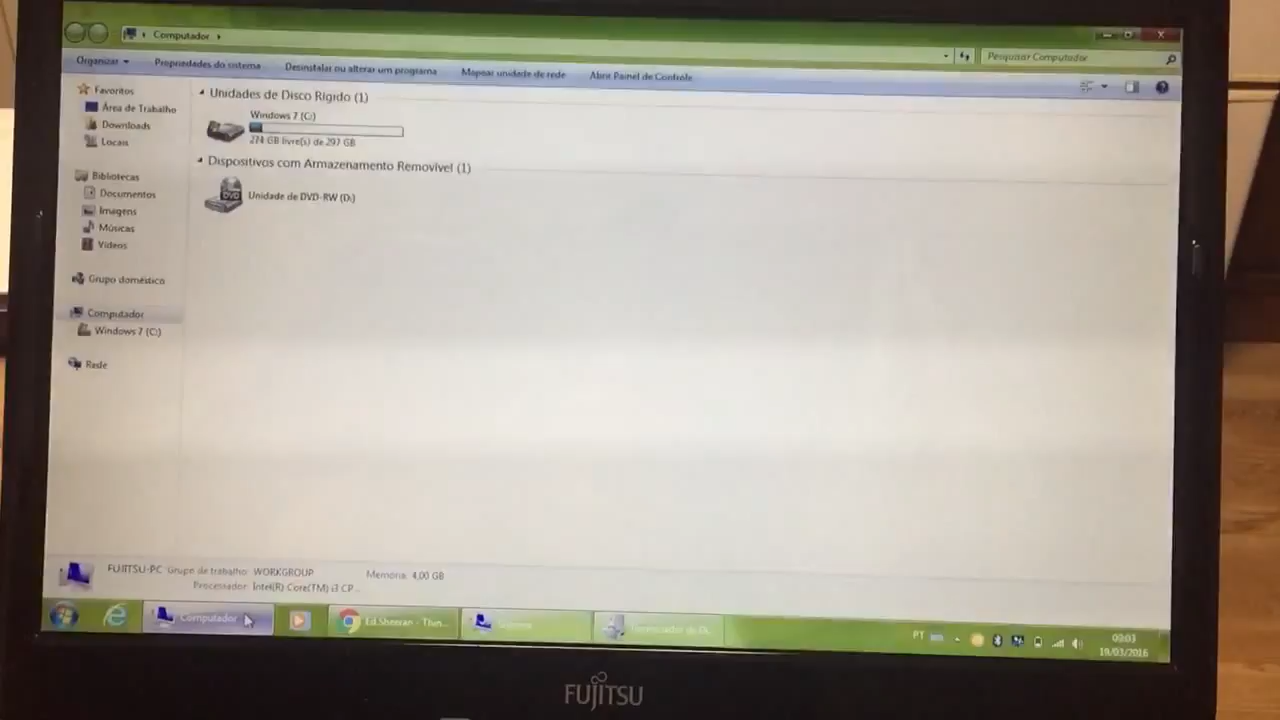 Computador
Pesquisar Computador
Organizar
Propriedades do sistema
Desinstalar ou alterar um programa
Mapear unidade de rede
Abrir Painel de Controle
Favoritos
Área de Trabalho
Downloads
Locais
Bibliotecas
Documentos
Imagens
Músicas
Vídeos
Grupo doméstico
Computador
Windows 7 (C:)
Rede
Unidades de Disco Rígido (1)
Windows 7 (C:)
274 GB livre(s) de 297 GB
Dispositivos com Armazenamento Removível (1)
DVD
Unidade de DVD-RW (D:)
FUJITSU-PC Grupo de trabalho: WORKGROUP
Memória: 4,00 GB
Processador: Intel(R) Core(TM) i3 CP...
Computador
Ed Sheeran - Thin...
PT
09:03
19/03/2016
FUJITSU